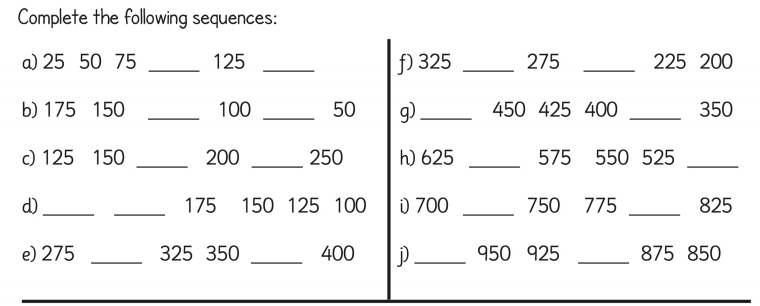 Complete the following sequences:
a) 25 50 75 _____ 125 _____
b) 175 150 _____ 100 _____ 50
c) 125 150 _____ 200 _____ 250
d) _____ _____ 175 150 125 100
e) 275 _____ 325 350 _____ 400
f) 325 _____ 275 _____ 225 200
g) _____ 450 425 400 _____ 350
h) 625 _____ 575 550 525 _____
i) 700 _____ 750 775 _____ 825
j) _____ 950 925 _____ 875 850